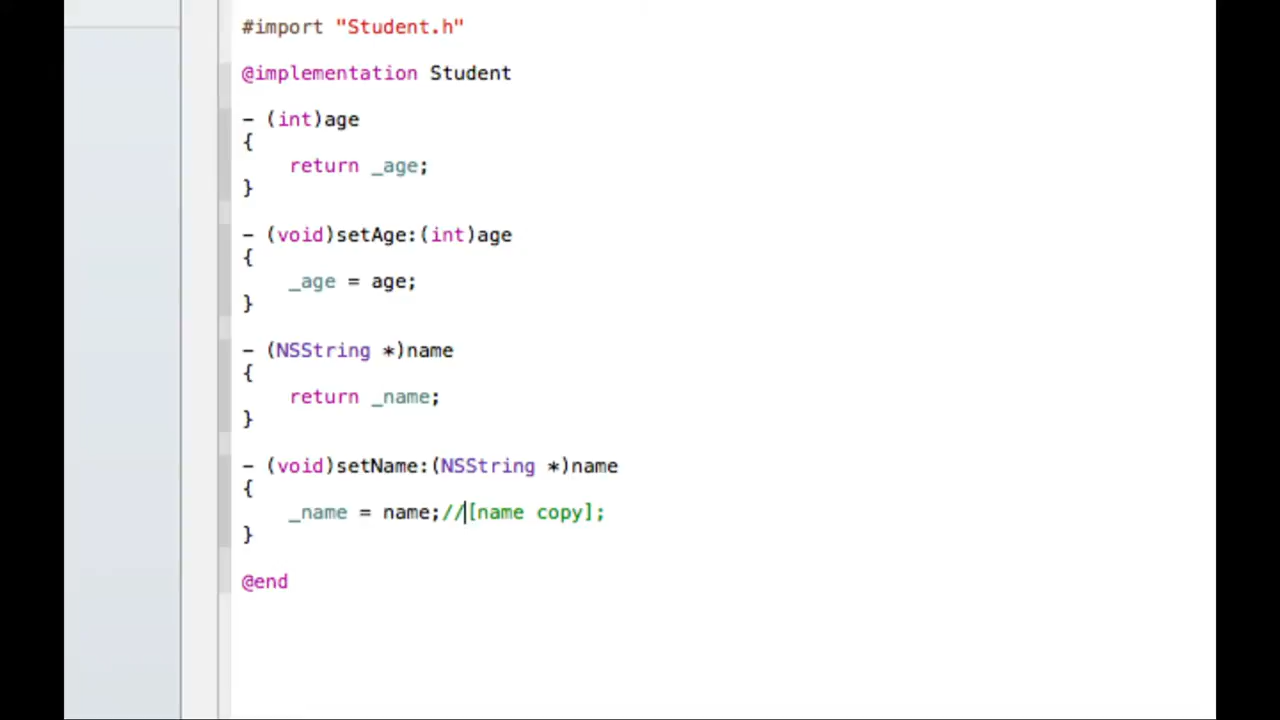 #import "Student.h"
@implementation Student
- (int)age
{
return _age;
}
- (void)setAge:(int)age
{
_age = age;
}
- (NSString *)name
{
return _name;
}
- (void)setName:(NSString *)name
{
_name = name;//[name copy];
}
@end